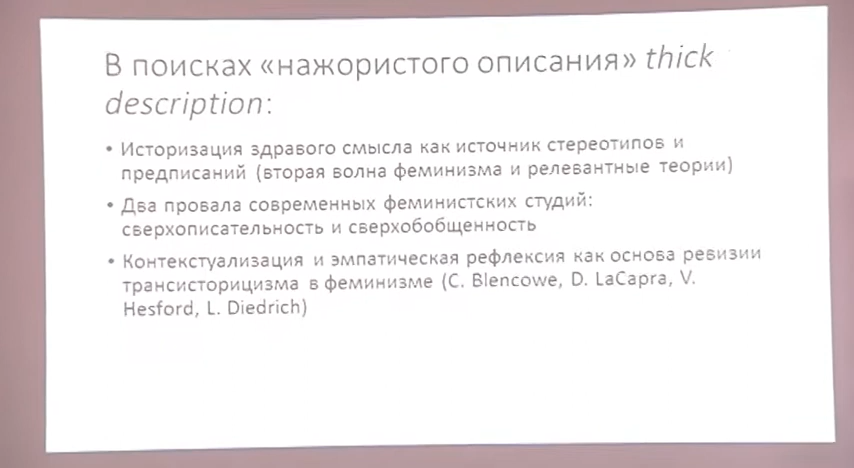 В поисках «нажористого описания» thick
description:
• Историзация здравого смысла как источник стереотипов и
предписаний (вторая волна феминизма и релевантные теории)
• Два провала современных феминистских студий:
сверхописательность и сверхобобщенность
• Контекстуализация и эмпатическая рефлексия как основа ревизии
трансисторицизма в феминизме (C. Blencowe, D. LaCapra, V.
Hesford, L. Diedrich)